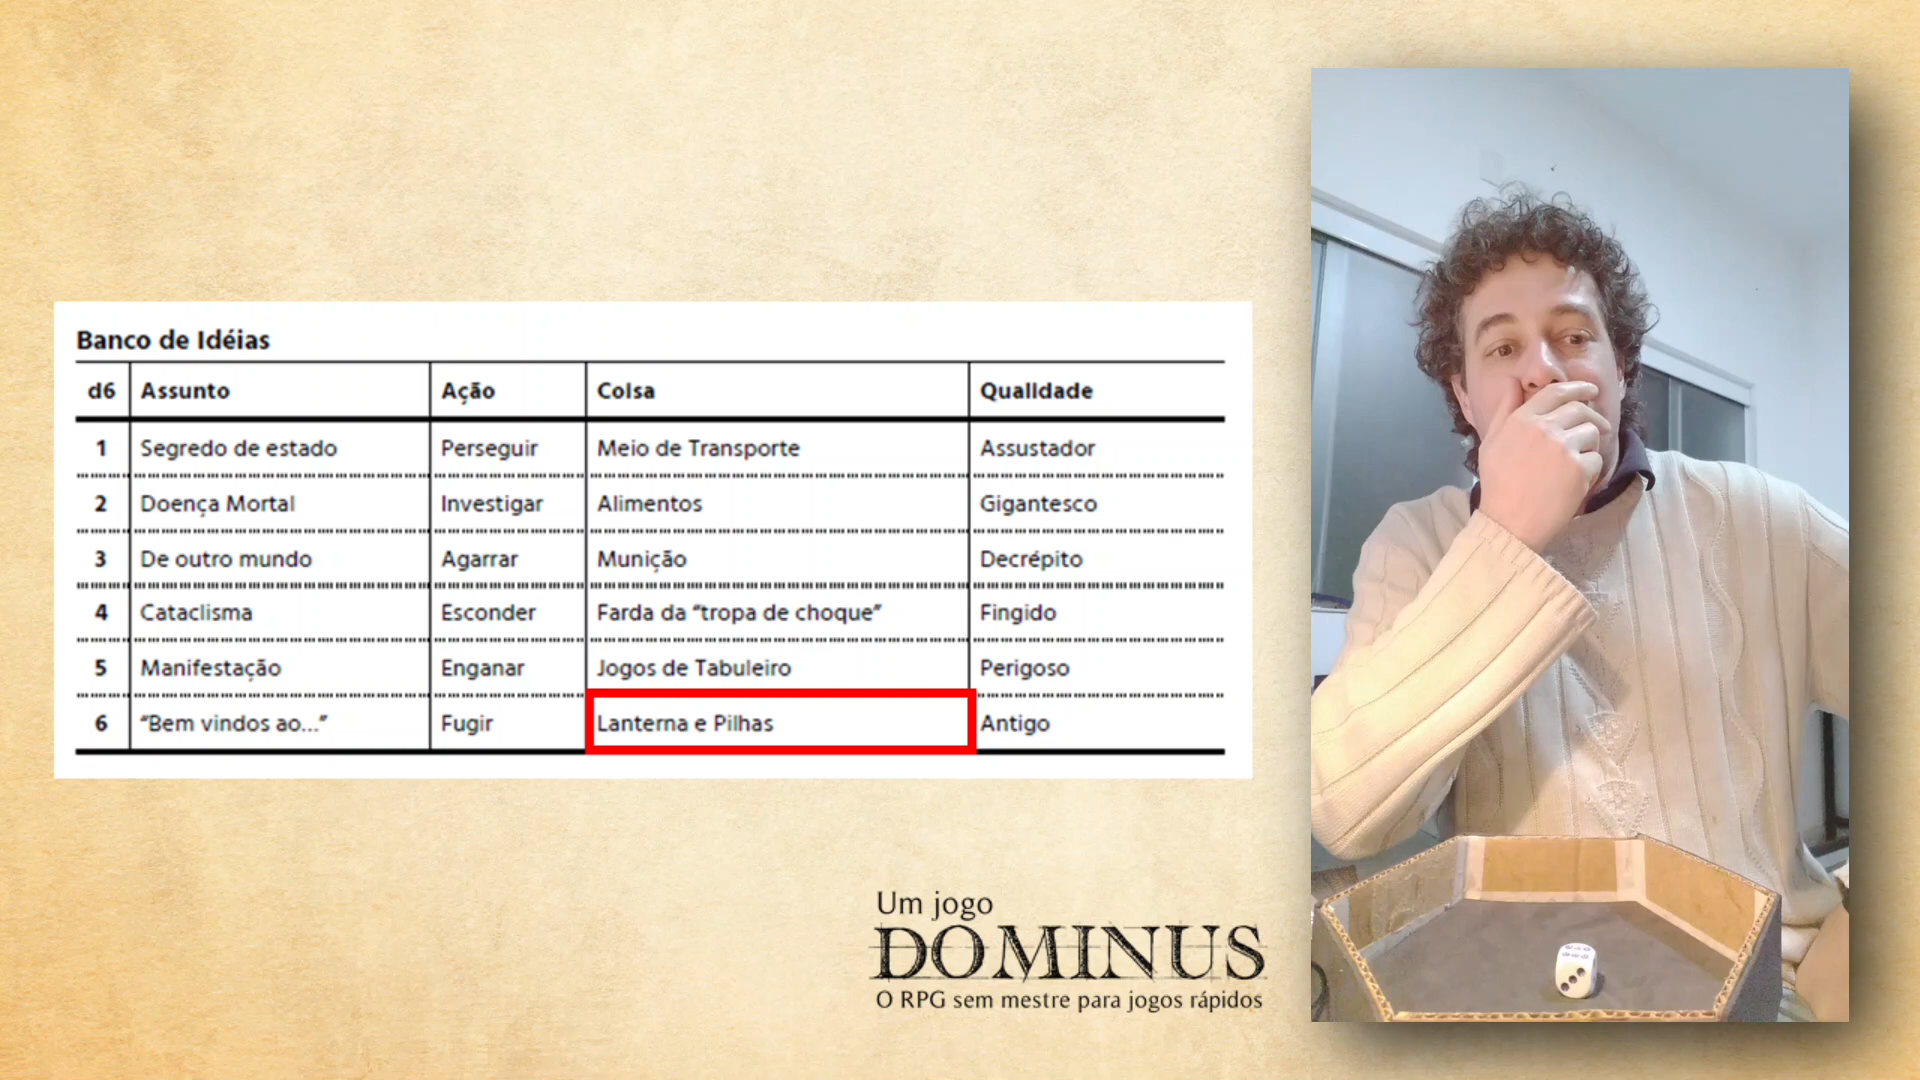 Banco de Idéias
d6 Assunto Ação Coisa Qualidade
1 Segredo de estado Perseguir Meio de Transporte Assustador
2 Doença Mortal Investigar Alimentos Gigantesco
3 De outro mundo Agarrar Munição Decrépito
4 Cataclisma Esconder Farda da “tropa de choque” Fingido
5 Manifestação Enganar Jogos de Tabuleiro Perigoso
6 “Bem vindos ao...” Fugir Lanterna e Pilhas Antigo
Um jogo
DOMINUS
O RPG sem mestre para jogos rápidos